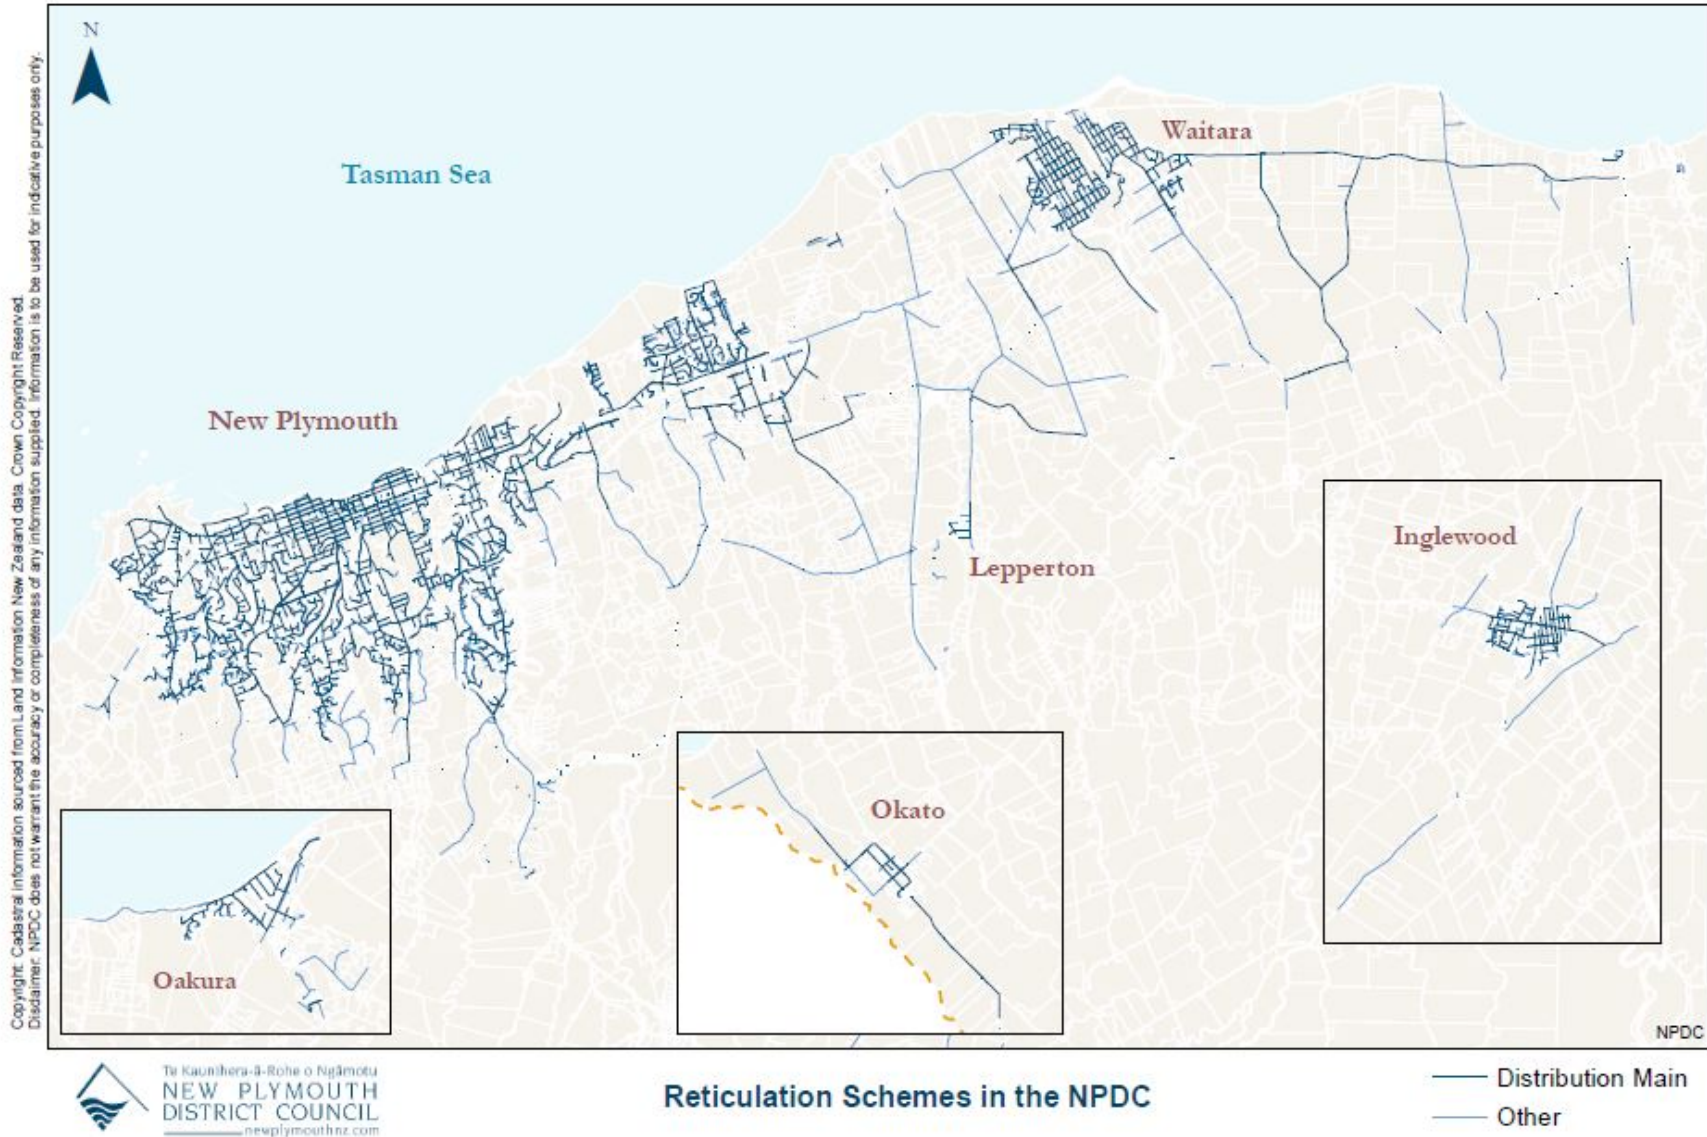 N
Tasman Sea
Waitara
New Plymouth
Inglewood
Lepperton
Okato
Oakura
NPDC
Copyright: Cadastral information sourced from Land Information New Zealand data. Crown Copyright Reserved.
Disclaimer: NPDC does not warrant the accuracy or completeness of any information supplied. Information is to be used for indicative purposes only.
Te Kaunihera-ā-Rohe o Ngāmotu
NEW PLYMOUTH
DISTRICT COUNCIL
newplymouthnz.com
Reticulation Schemes in the NPDC
Distribution Main
Other